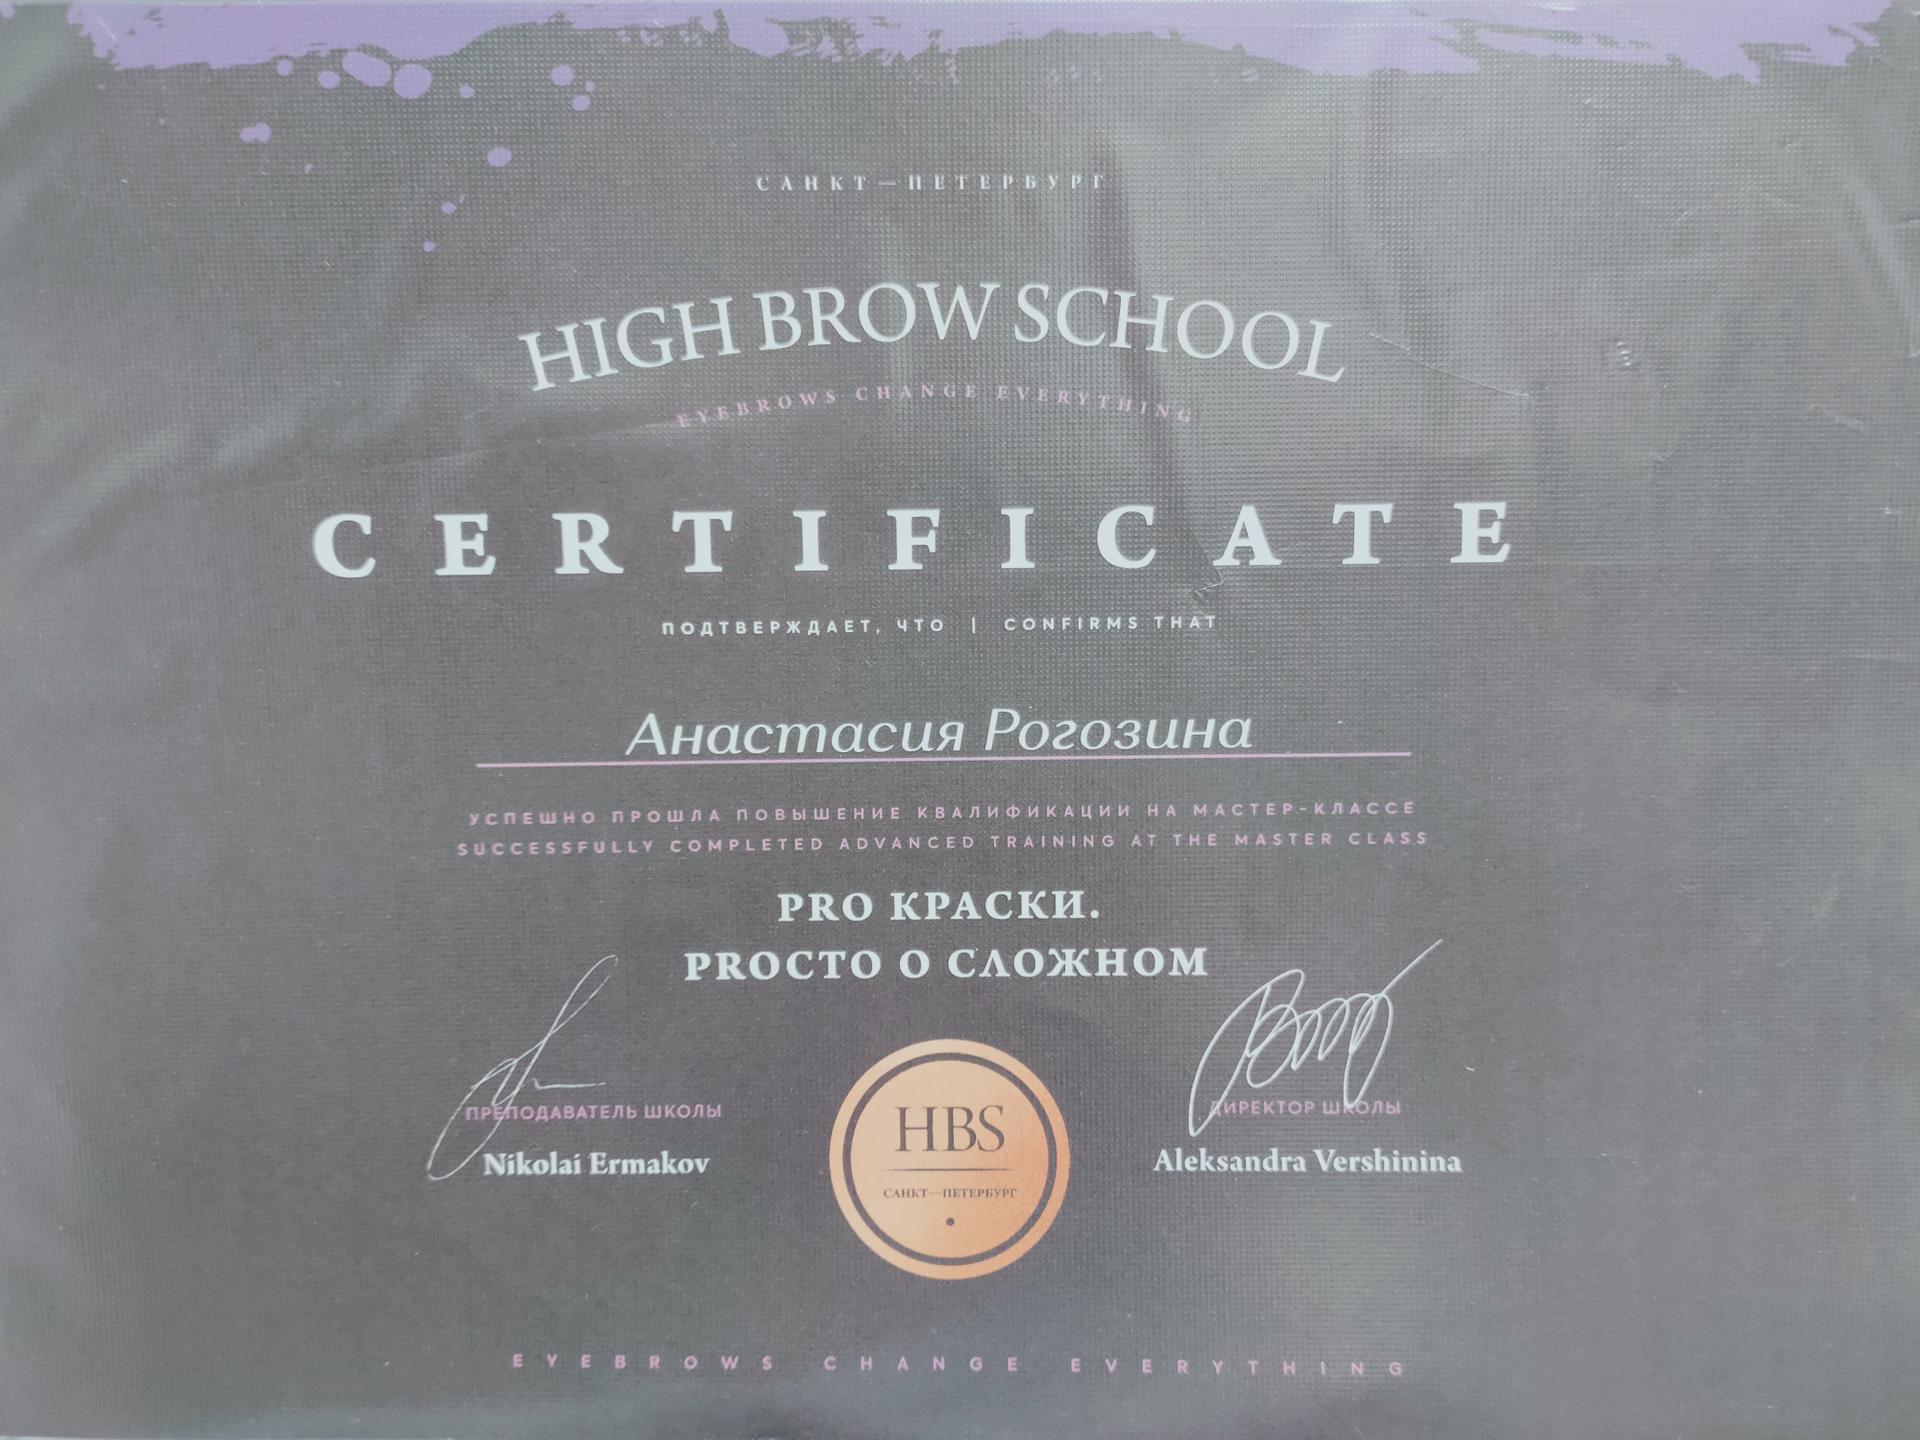 САНКТ—ПЕТЕРБУРГ
HIGH BROW SCHOOL
EYEBROWS CHANGE EVERYTHING
CERTIFICATE
ПОДТВЕРЖДАЕТ, ЧТО | CONFIRMS THAT
Анастасия Рогозина
УСПЕШНО ПРОШЛА ПОВЫШЕНИЕ КВАЛИФИКАЦИИ НА МАСТЕР-КЛАССЕ
SUCCESSFULLY COMPLETED ADVANCED TRAINING AT THE MASTER CLASS
PRO КРАСКИ.
PROСТО О СЛОЖНОМ
ПРЕПОДАВАТЕЛЬ ШКОЛЫ
Nikolai Ermakov
HBS
САНКТ—ПЕТЕРБУРГ
ДИРЕКТОР ШКОЛЫ
Aleksandra Vershinina
EYEBROWS CHANGE EVERYTHING